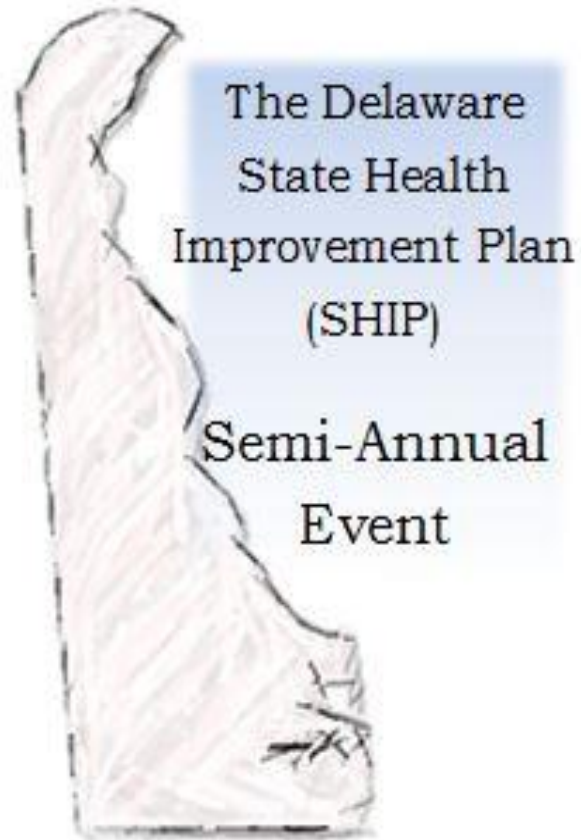 The Delaware
State Health
Improvement Plan
(SHIP)
Semi-Annual
Event